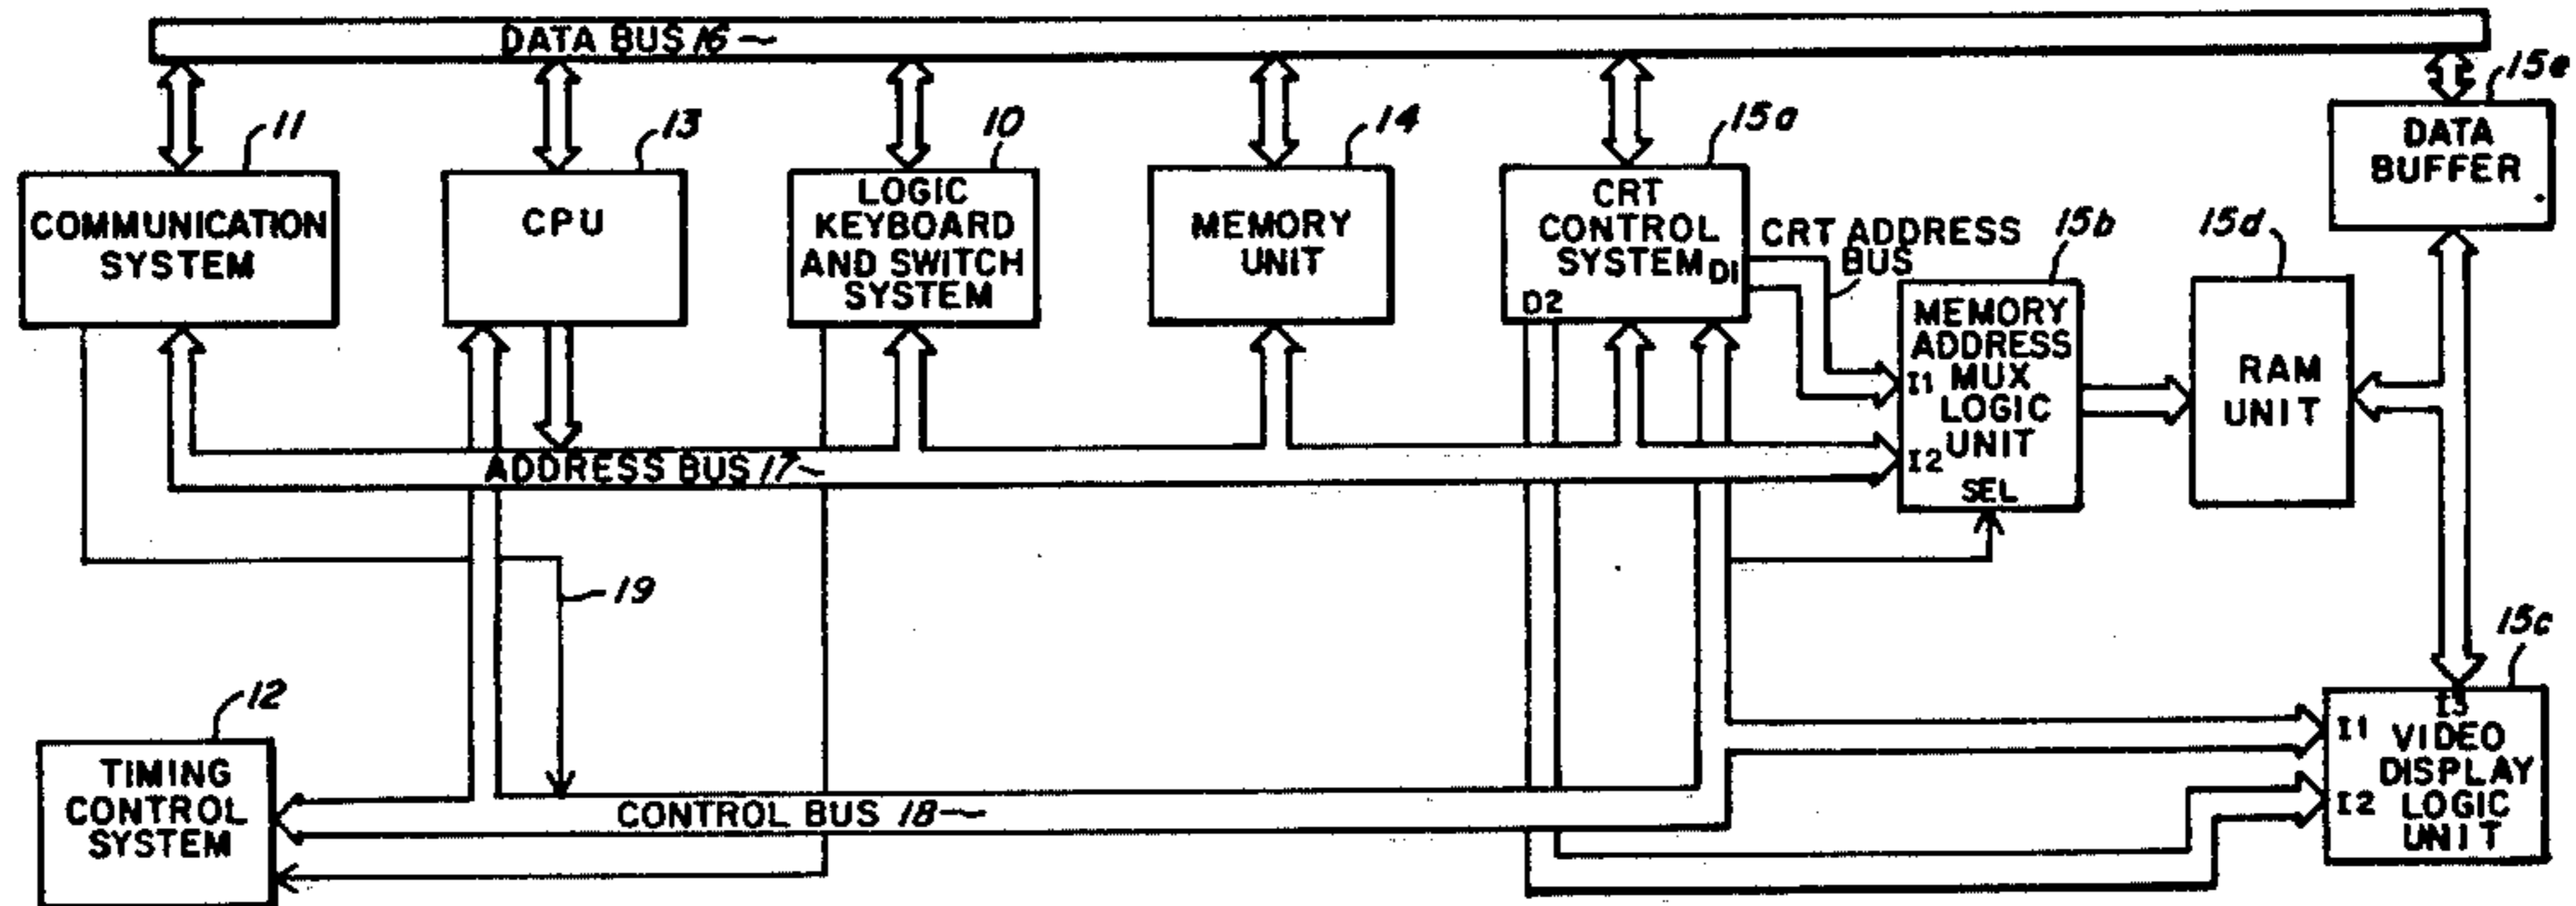 DATA BUS 16
15e
DATA
BUFFER
11
COMMUNICATION
SYSTEM
13
CPU
10
LOGIC
KEYBOARD
AND SWITCH
SYSTEM
14
MEMORY
UNIT
15a
CRT
CONTROL
SYSTEM
D1
D2
CRT ADDRESS
BUS
15b
MEMORY
ADDRESS
I1 MUX
LOGIC
UNIT
I2
SEL
15d
RAM
UNIT
ADDRESS BUS 17
19
12
TIMING
CONTROL
SYSTEM
CONTROL BUS 18
15c
I3
I1 VIDEO
DISPLAY
I2 LOGIC
UNIT